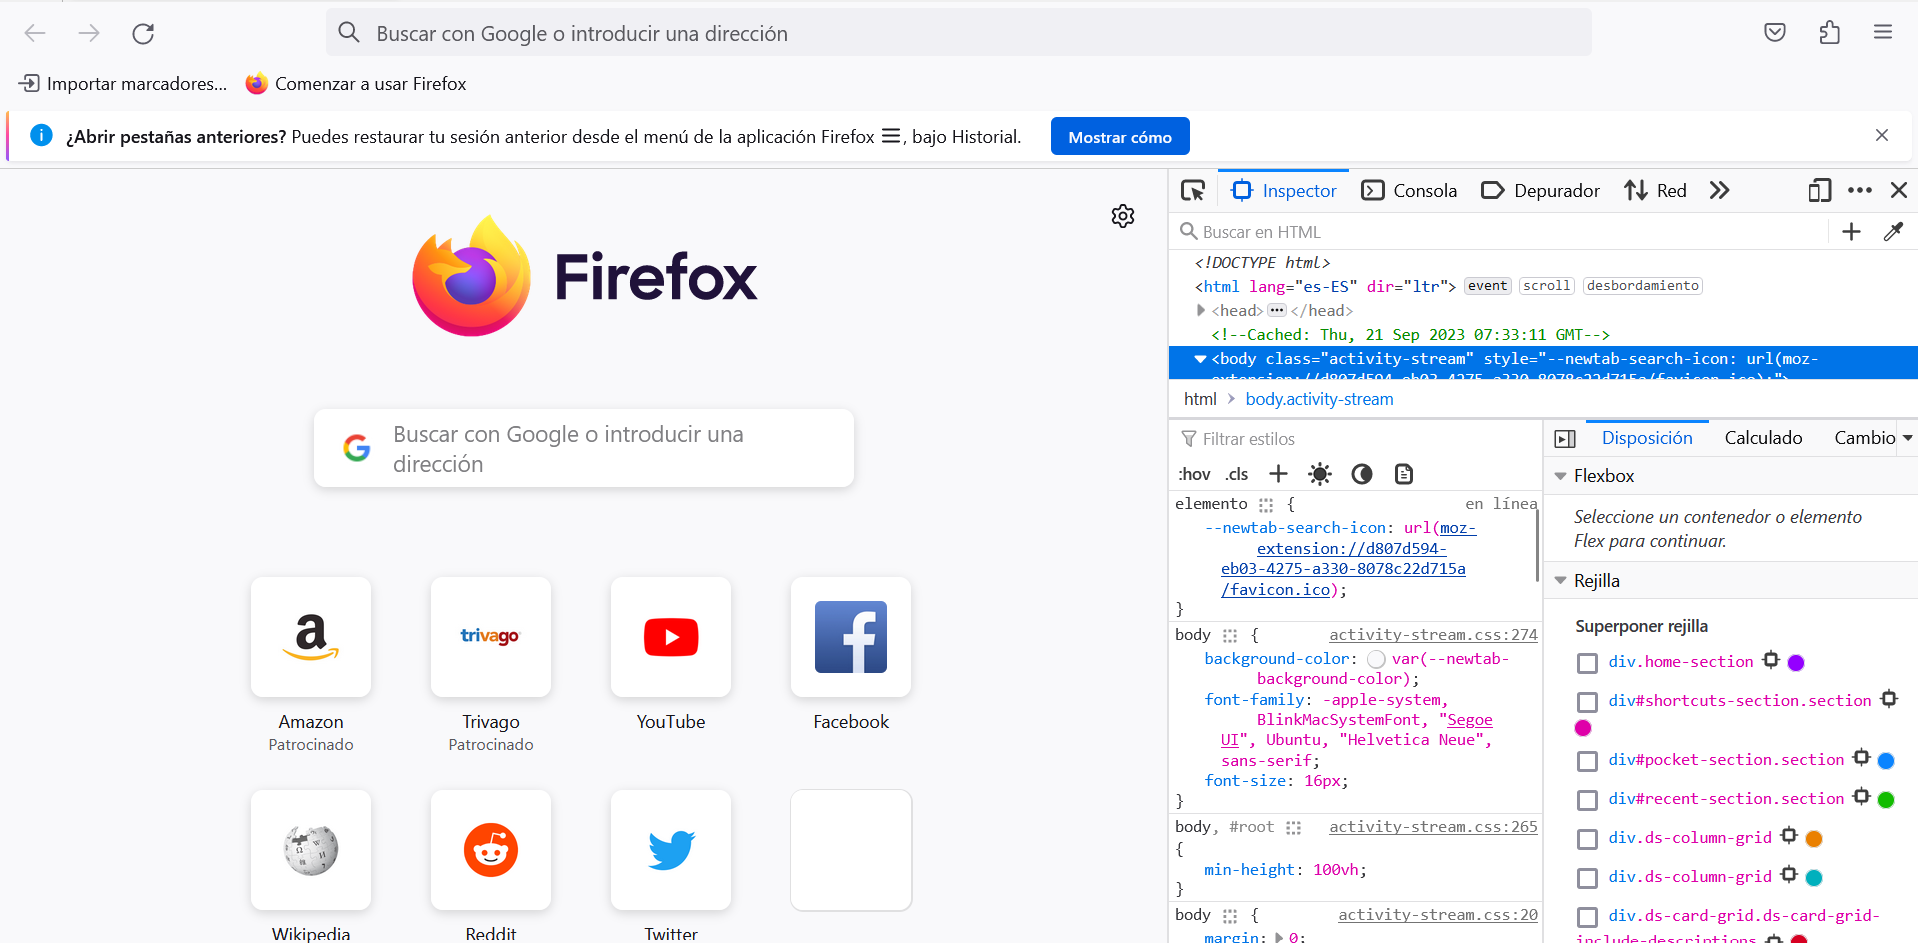 Buscar con Google o introducir una dirección
Importar marcadores...
Comenzar a usar Firefox
¿Abrir pestañas anteriores? Puedes restaurar tu sesión anterior desde el menú de la aplicación Firefox ☰, bajo Historial.
Mostrar cómo
Firefox
Buscar con Google o introducir una
dirección
Amazon
Patrocinado
trivago
Trivago
Patrocinado
YouTube
Facebook
Wikipedia
Reddit
Twitter
Inspector
Consola
Depurador
Red
Buscar en HTML
<!DOCTYPE html>
<html lang="es-ES" dir="ltr"> event scroll desbordamiento
<head> ••• </head>
<!--Cached: Thu, 21 Sep 2023 07:33:11 GMT-->
<body class="activity-stream" style="--newtab-search-icon: url(moz-
extension://d807d594-eb03-4275-a330-8078c22d715a/favicon.ico);">
html > body.activity-stream
Filtrar estilos
:hov .cls
elemento { en línea
--newtab-search-icon: url(moz-
extension://d807d594-
eb03-4275-a330-8078c22d715a
/favicon.ico);
}
body { activity-stream.css:274
background-color: var(--newtab-
background-color);
font-family: -apple-system,
BlinkMacSystemFont, "Segoe
UI", Ubuntu, "Helvetica Neue",
sans-serif;
font-size: 16px;
}
body, #root activity-stream.css:265
{
min-height: 100vh;
}
body { activity-stream.css:20
margin: 0;
Disposición
Calculado
Cambio
Flexbox
Seleccione un contenedor o elemento
Flex para continuar.
Rejilla
Superponer rejilla
div.home-section
div#shortcuts-section.section
div#pocket-section.section
div#recent-section.section
div.ds-column-grid
div.ds-column-grid
div.ds-card-grid.ds-card-grid-
include-descriptions